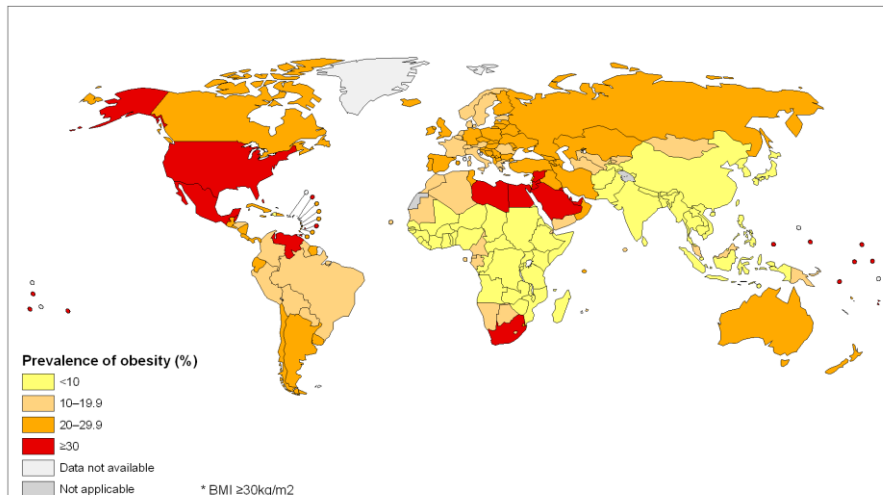 Prevalence of obesity (%)
<10
10–19.9
20–29.9
≥30
Data not available
Not applicable
* BMI ≥30kg/m2